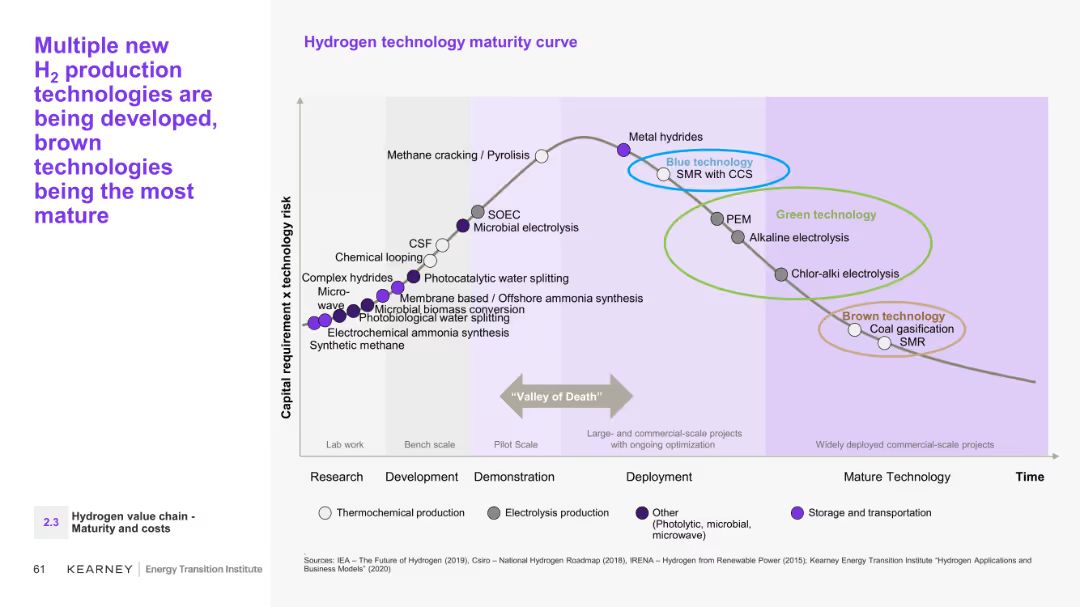 Multiple new
H₂ production
technologies are
being developed,
brown
technologies
being the most
mature
Hydrogen technology maturity curve
Capital requirement x technology risk
Metal hydrides
Methane cracking / Pyrolisis
Blue technology
SMR with CCS
SOEC
Microbial electrolysis
PEM
Green technology
Alkaline electrolysis
CSF
Chemical looping
Chlor-alki electrolysis
Complex hydrides
Photocatalytic water splitting
Micro-
wave
Membrane based / Offshore ammonia synthesis
Microbial biomass conversion
Photobiological water splitting
Electrochemical ammonia synthesis
Synthetic methane
Brown technology
Coal gasification
SMR
"Valley of Death"
Lab work
Bench scale
Pilot Scale
Large- and commercial-scale projects
with ongoing optimization
Widely deployed commercial-scale projects
Research
Development
Demonstration
Deployment
Mature Technology
Time
Thermochemical production
Electrolysis production
Other
(Photolytic, microbial,
microwave)
Storage and transportation
2.3
Hydrogen value chain -
Maturity and costs
Sources: IEA – The Future of Hydrogen (2019), Csiro – National Hydrogen Roadmap (2018), IRENA – Hydrogen from Renewable Power (2015); Kearney Energy Transition Institute "Hydrogen Applications and
Business Models" (2020)
61
KEARNEY
Energy Transition Institute